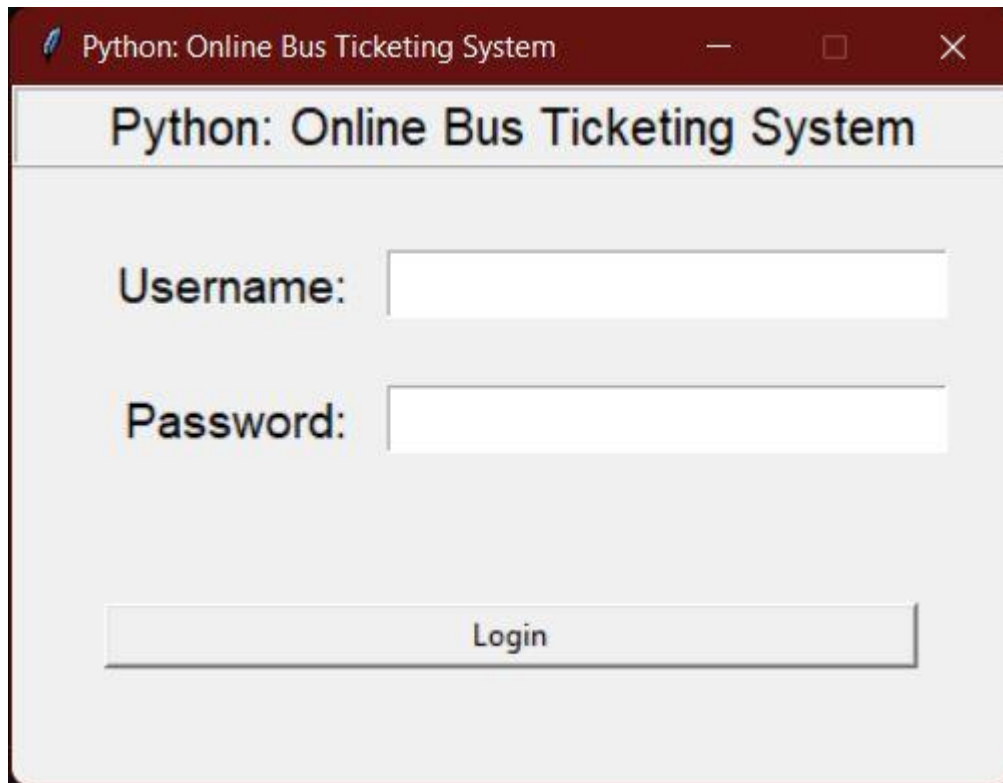 Python: Online Bus Ticketing System
Python: Online Bus Ticketing System
Username:
Password:
Login